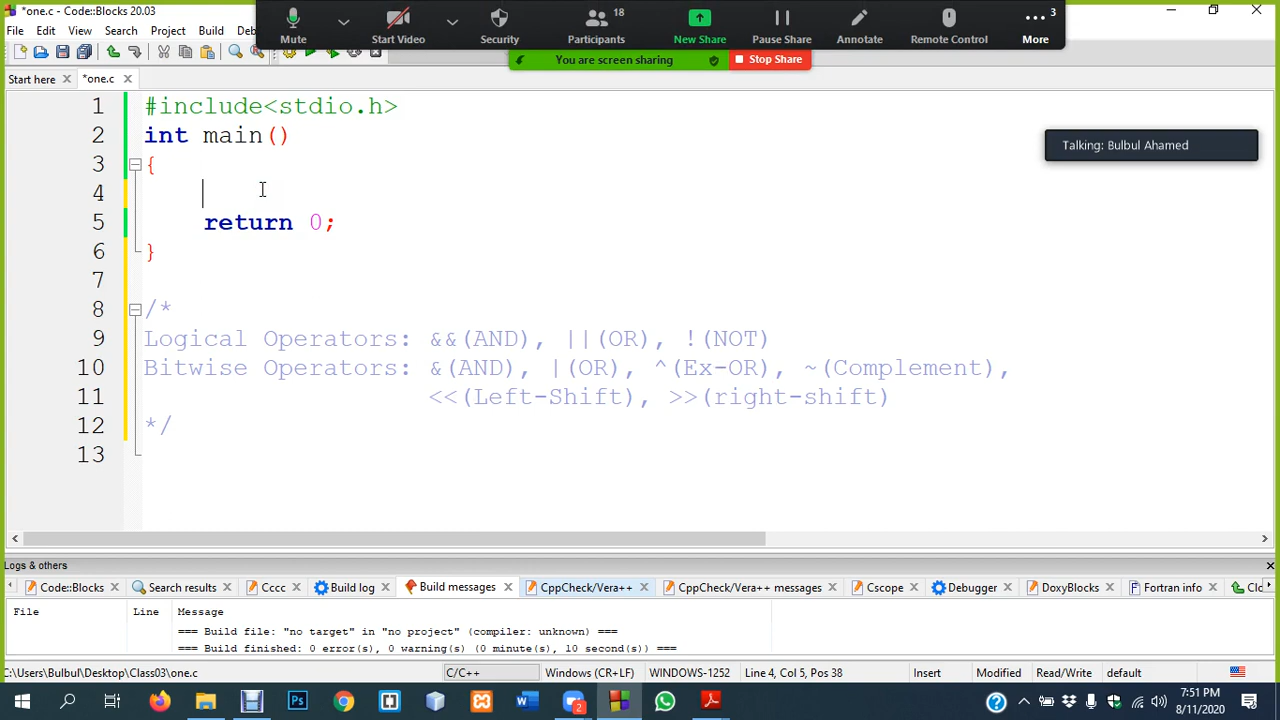 *one.c - Code::Blocks 20.03
File Edit View Search Project Build Deb
Mute Start Video Security Participants 18 New Share Pause Share Annotate Remote Control More 3
You are screen sharing Stop Share
Start here *one.c
Talking: Bulbul Ahamed
1 #include<stdio.h>
2 int main()
3 {
4
5 return 0;
6 }
7
8 /*
9 Logical Operators: &&(AND), ||(OR), !(NOT)
10 Bitwise Operators: &(AND), |(OR), ^(Ex-OR), ~(Complement),
11 <<(Left-Shift), >>(right-shift)
12 */
13
Logs & others
Code::Blocks Search results Cccc Build log Build messages CppCheck/Vera++ CppCheck/Vera++ messages Cscope Debugger DoxyBlocks Fortran info Clo
File Line Message
=== Build file: "no target" in "no project" (compiler: unknown) ===
=== Build finished: 0 error(s), 0 warning(s) (0 minute(s), 10 second(s)) ===
C:\Users\Bulbul\Desktop\Class03\one.c C/C++ Windows (CR+LF) WINDOWS-1252 Line 4, Col 5, Pos 38 Insert Modified Read/Write default
Ps 2 7:51 PM
8/11/2020